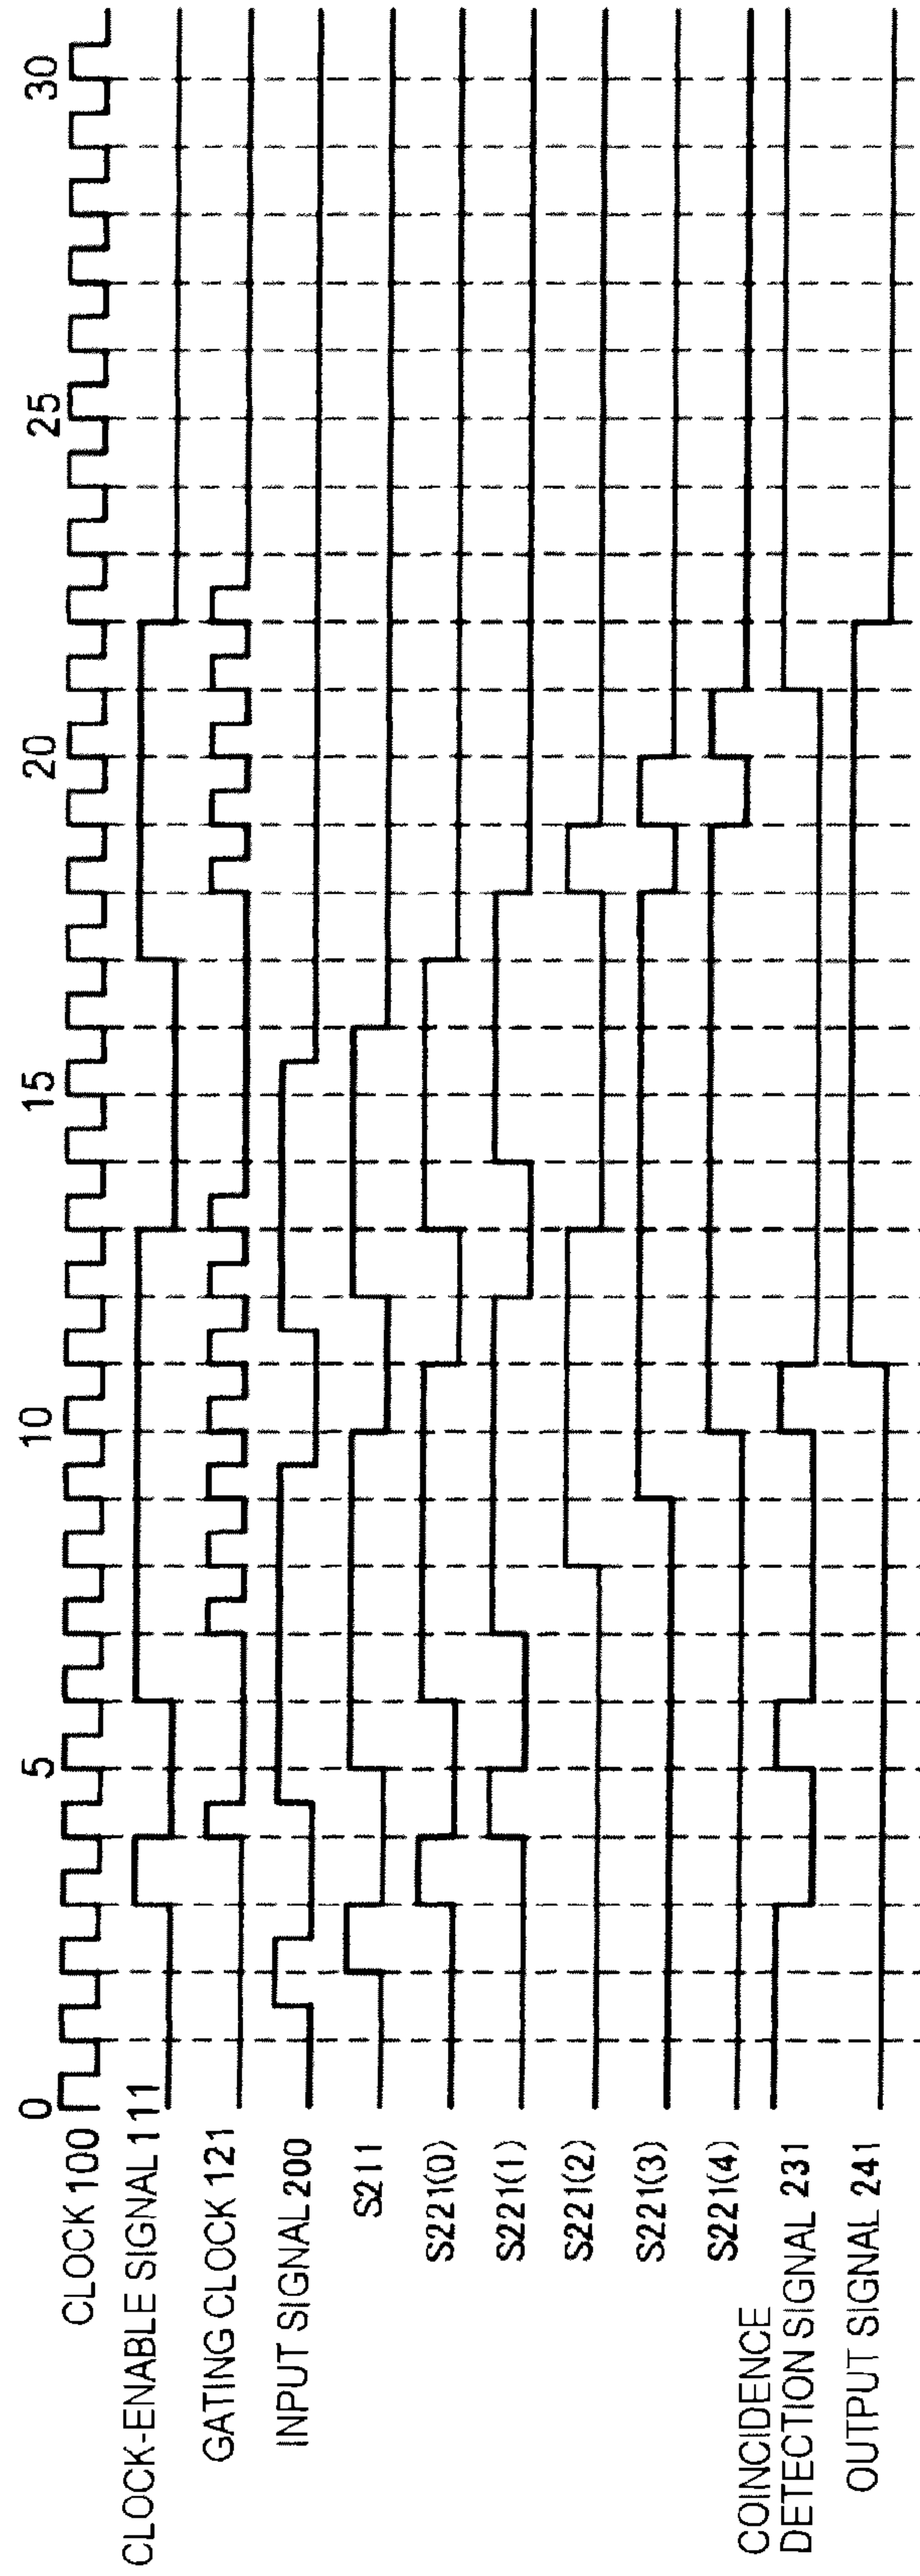 0 5 10 15 20 25 30
CLOCK 100
CLOCK-ENABLE SIGNAL 111
GATING CLOCK 121
INPUT SIGNAL 200
S211
S221(0)
S221(1)
S221(2)
S221(3)
S221(4)
COINCIDENCE
DETECTION SIGNAL 231
OUTPUT SIGNAL 241